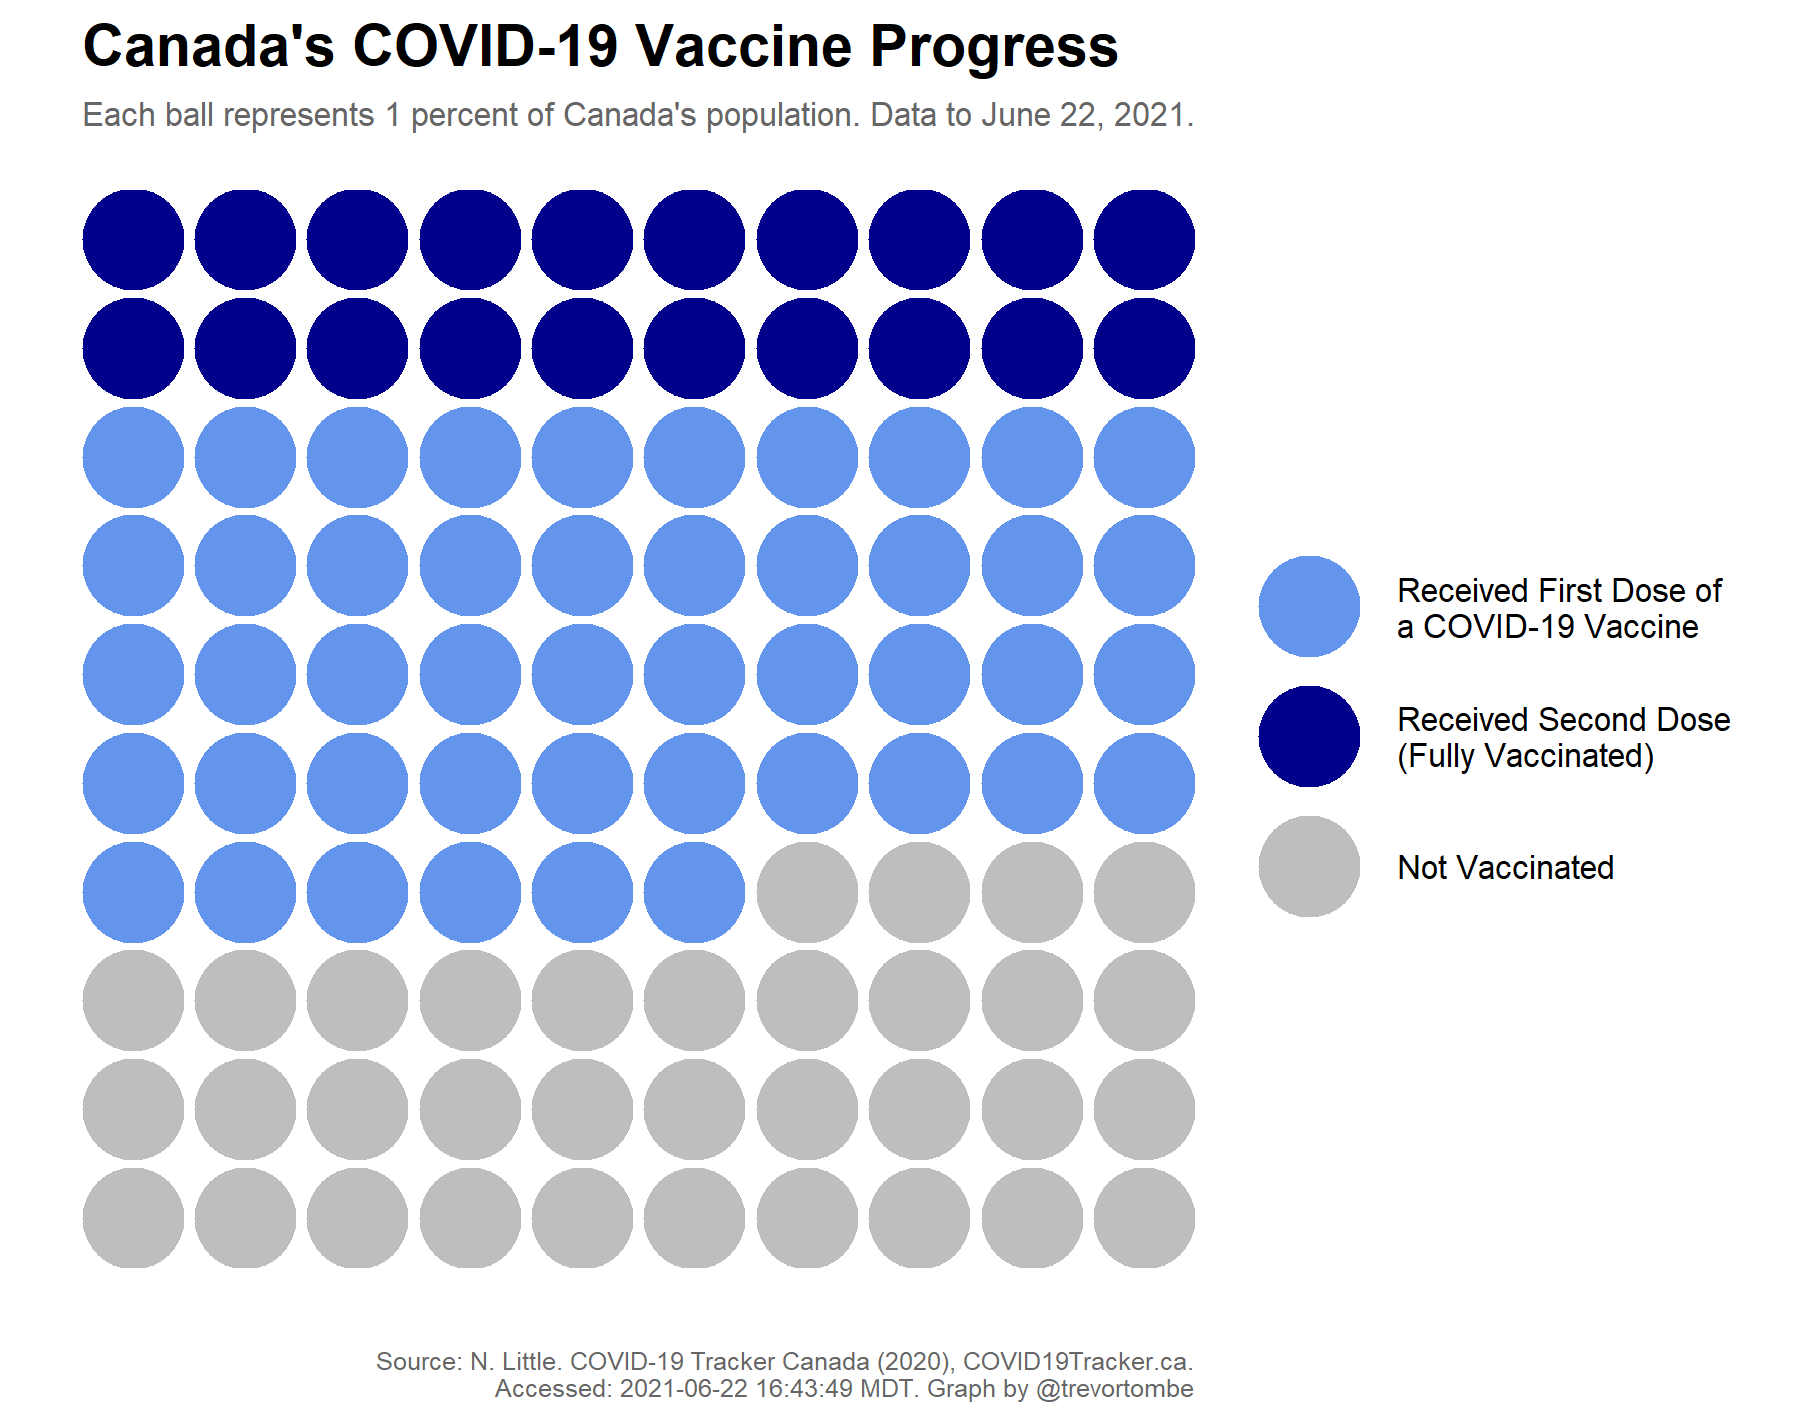 Canada's COVID-19 Vaccine Progress
Each ball represents 1 percent of Canada's population. Data to June 22, 2021.
Received First Dose of
a COVID-19 Vaccine
Received Second Dose
(Fully Vaccinated)
Not Vaccinated
Source: N. Little. COVID-19 Tracker Canada (2020), COVID19Tracker.ca.
Accessed: 2021-06-22 16:43:49 MDT. Graph by @trevortombe